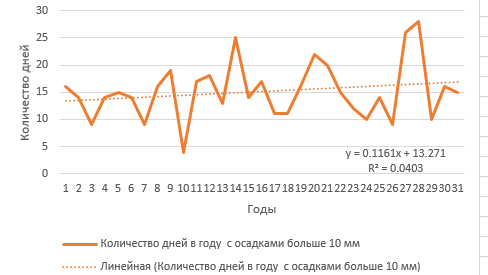 30
25
20
15
10
5
0
Количество дней
y = 0.1161x + 13.271
R² = 0.0403
1 2 3 4 5 6 7 8 9 10 11 12 13 14 15 16 17 18 19 20 21 22 23 24 25 26 27 28 29 30 31
Годы
Количество дней в году с осадками больше 10 мм
Линейная (Количество дней в году с осадками больше 10 мм)